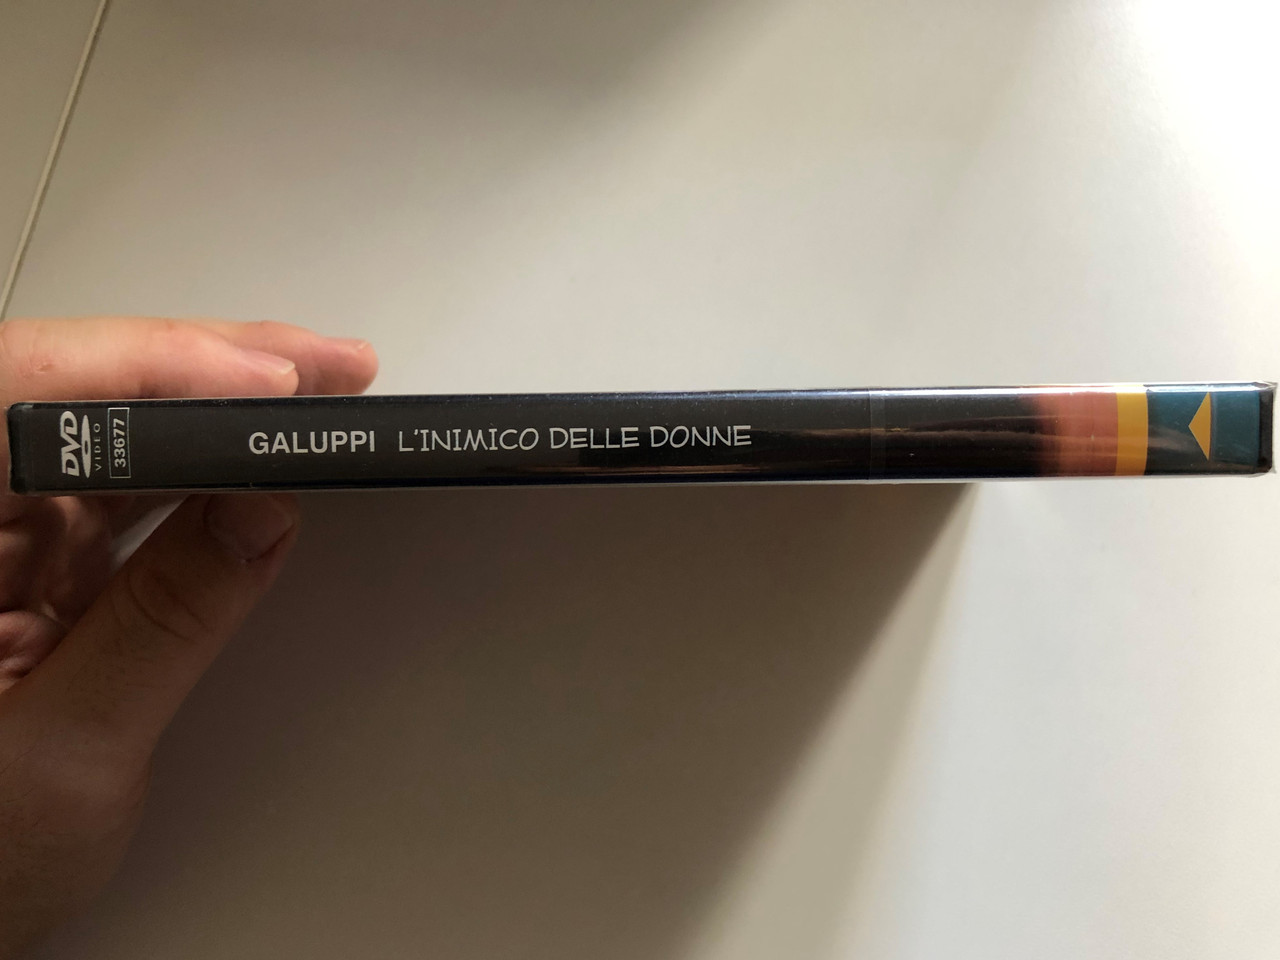 DVD
VIDEO
33677
GALUPPI L'INIMICO DELLE DONNE